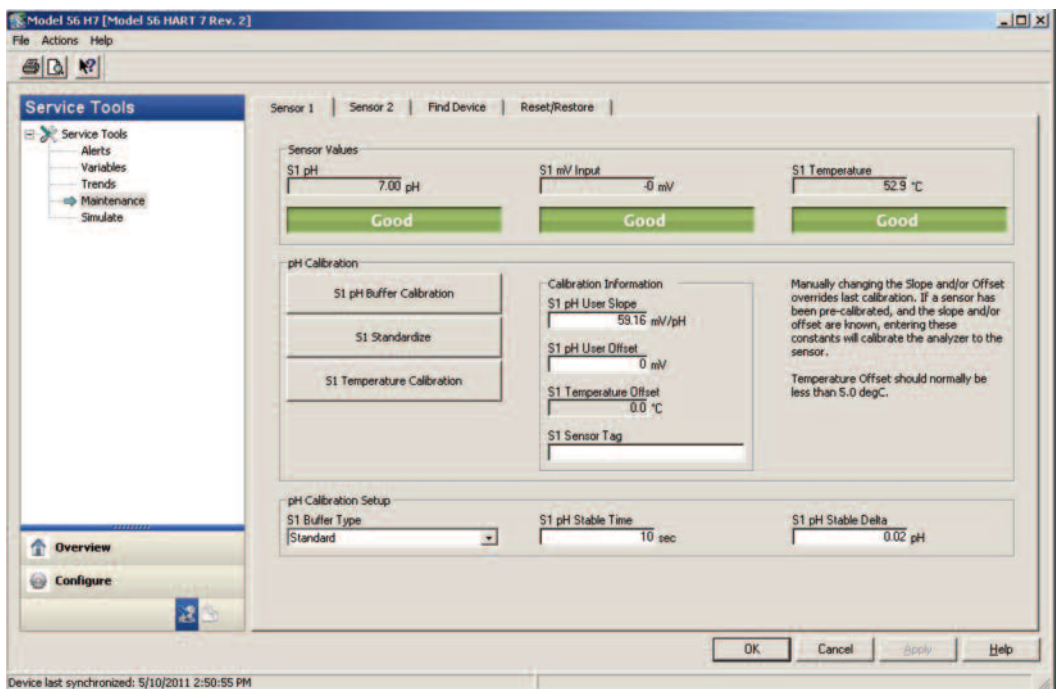 Model 56 H7 [Model 56 HART 7 Rev. 2]
File Actions Help
Service Tools
Service Tools
Alerts
Variables
Trends
Maintenance
Simulate
Overview
Configure
Sensor 1 | Sensor 2 | Find Device | Reset/Restore |
Sensor Values
S1 pH
7.00 pH
Good
S1 mV Input
-0 mV
Good
S1 Temperature
52.9 °C
Good
pH Calibration
S1 pH Buffer Calibration
S1 Standardize
S1 Temperature Calibration
Calibration Information
S1 pH User Slope
59.16 mV/pH
S1 pH User Offset
0 mV
S1 Temperature Offset
0.0 °C
S1 Sensor Tag
Manually changing the Slope and/or Offset
overrides last calibration. If a sensor has
been pre-calibrated, and the slope and/or
offset are known, entering these
constants will calibrate the analyzer to the
sensor.
Temperature Offset should normally be
less than 5.0 degC.
pH Calibration Setup
S1 Buffer Type
Standard
S1 pH Stable Time
10 sec
S1 pH Stable Delta
0.02 pH
OK Cancel Apply Help
Device last synchronized: 5/10/2011 2:50:55 PM